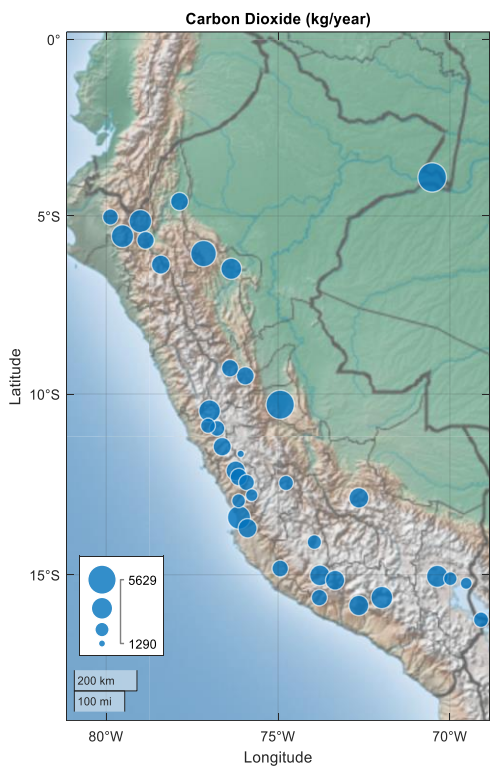 Carbon Dioxide (kg/year)
0°
5°S
10°S
15°S
Latitude
5629
1290
200 km
100 mi
80°W
75°W
70°W
Longitude